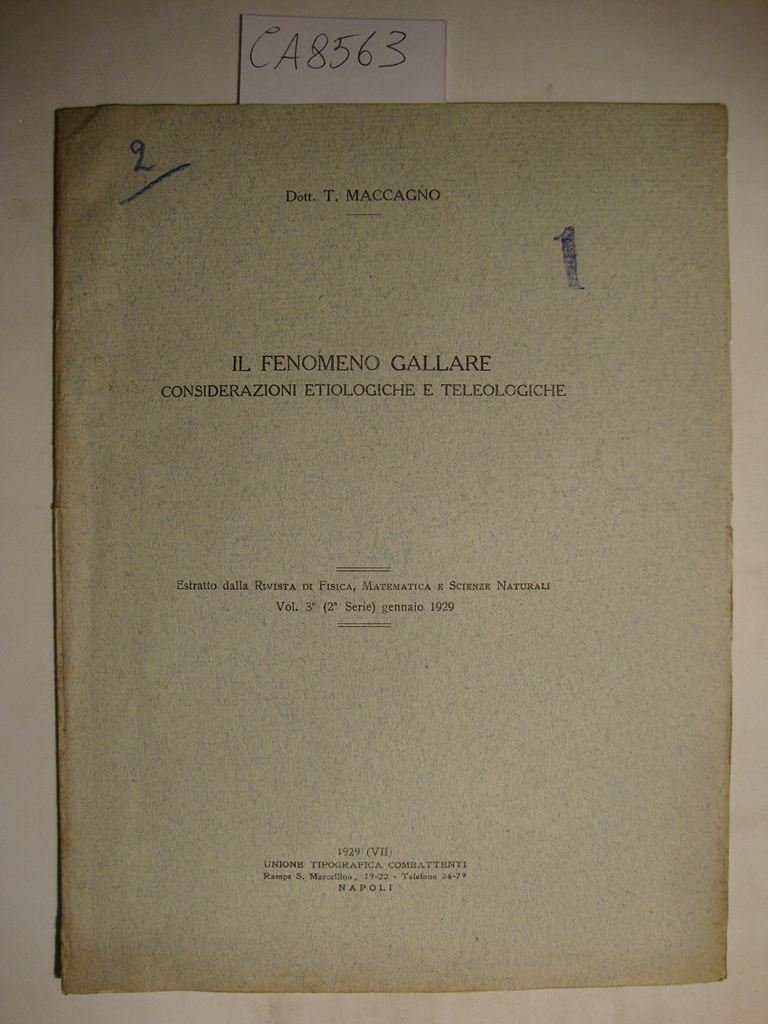 CA8563
2
Dott. T. MACCAGNO
1
IL FENOMENO GALLARE
CONSIDERAZIONI ETIOLOGICHE E TELEOLOGICHE
Estratto dalla RIVISTA DI FISICA, MATEMATICA E SCIENZE NATURALI
Vol. 3° (2ª Serie) gennaio 1929
1929 (VII)
UNIONE TIPOGRAFICA COMBATTENTI
Rampe S. Marcellino, 19-22 - Telefono 26-79
NAPOLI